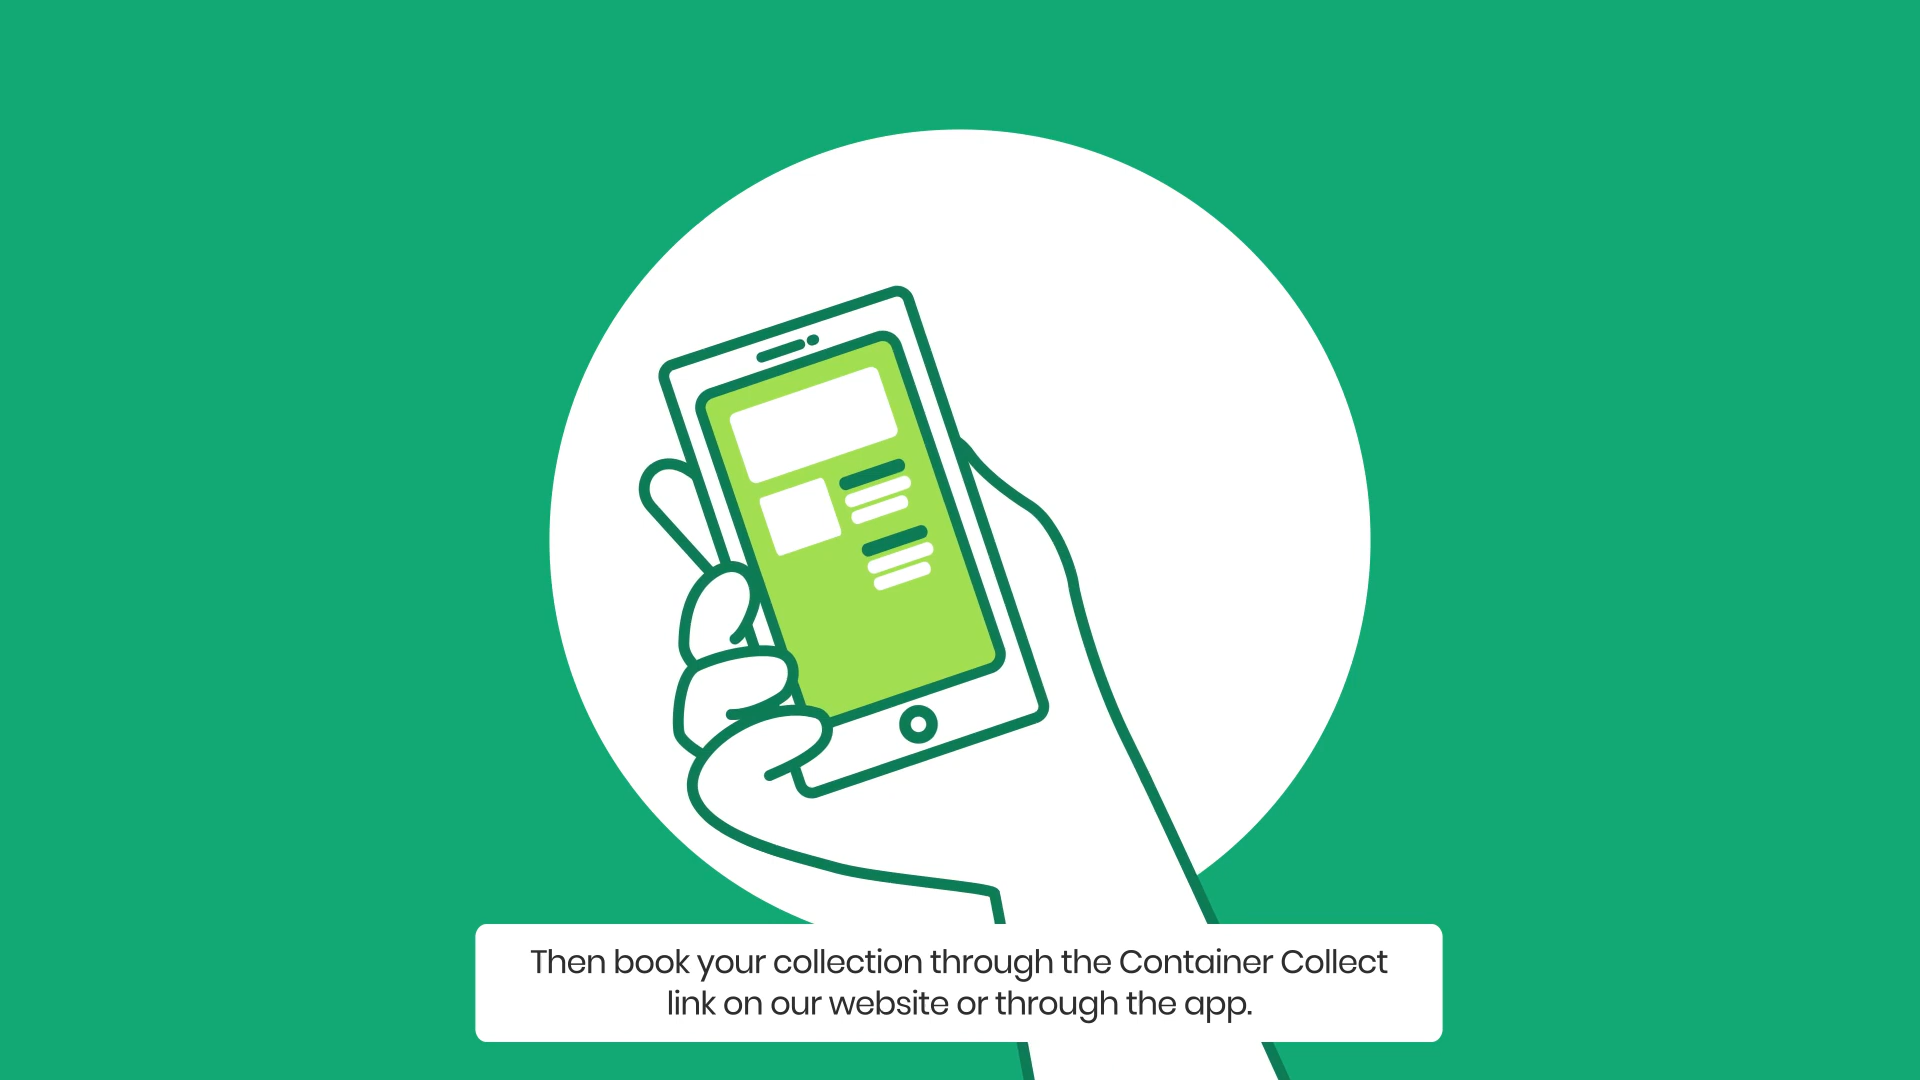 Then book your collection through the Container Collect
link on our website or through the app.